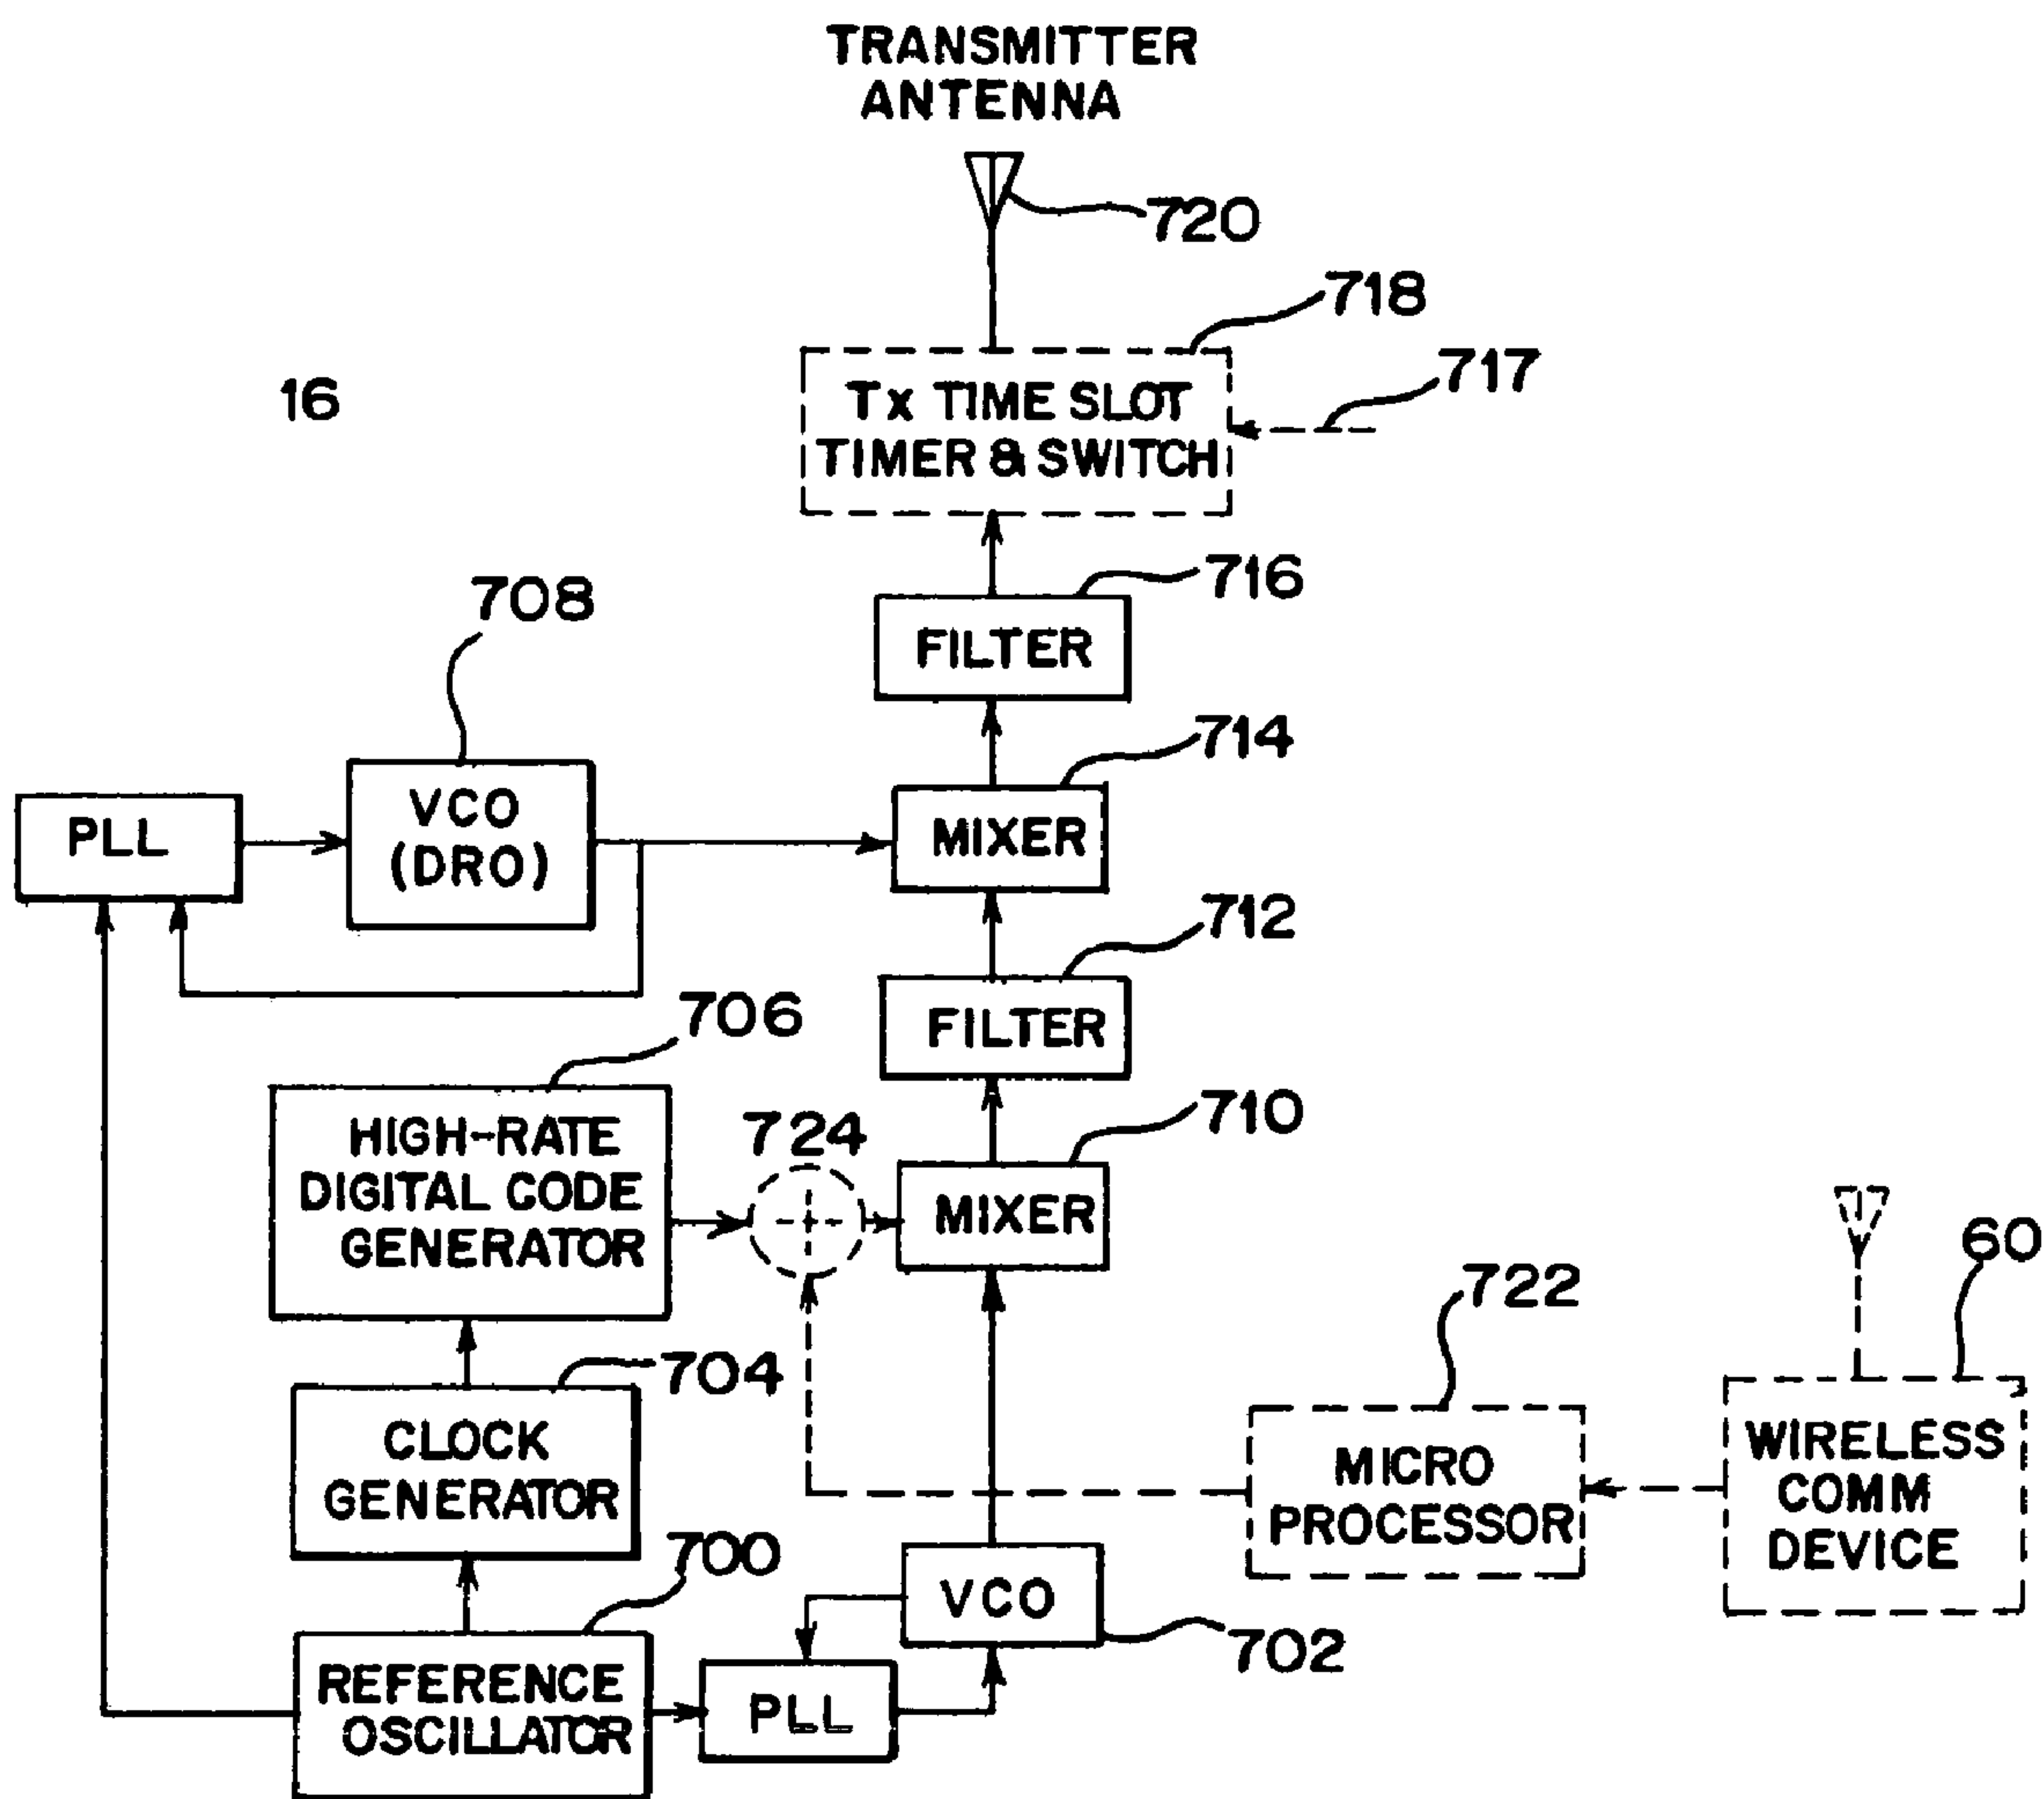 TRANSMITTER
ANTENNA
720
718
16
Tx TIME SLOT
TIMER & SWITCH
717
716
FILTER
708
714
PLL
VCO
(DRO)
MIXER
712
FILTER
706
HIGH-RATE
DIGITAL CODE
GENERATOR
724
710
MIXER
60
722
704
CLOCK
GENERATOR
MICRO
PROCESSOR
WIRELESS
COMM
DEVICE
700
VCO
702
REFERENCE
OSCILLATOR
PLL